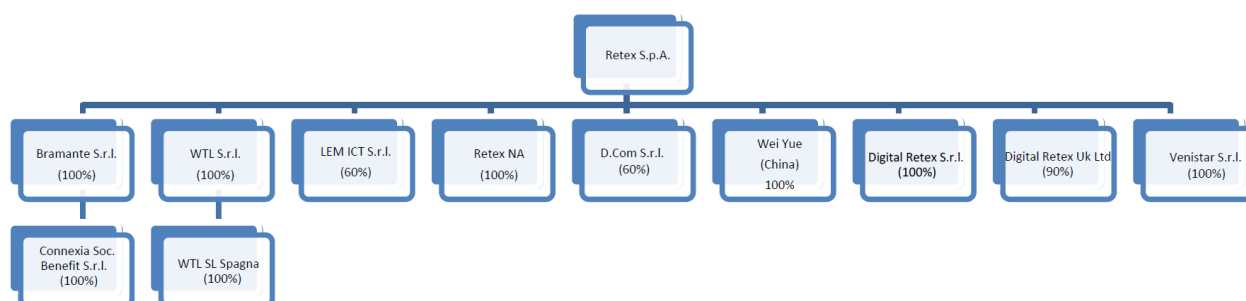 Retex S.p.A.
Bramante S.r.l.
(100%)
WTL S.r.l.
(100%)
LEM ICT S.r.l.
(60%)
Retex NA
(100%)
D.Com S.r.l.
(60%)
Wei Yue
(China)
100%
Digital Retex S.r.l.
(100%)
Digital Retex Uk Ltd
(90%)
Venistar S.r.l.
(100%)
Connexia Soc.
Benefit S.r.l.
(100%)
WTL SL Spagna
(100%)